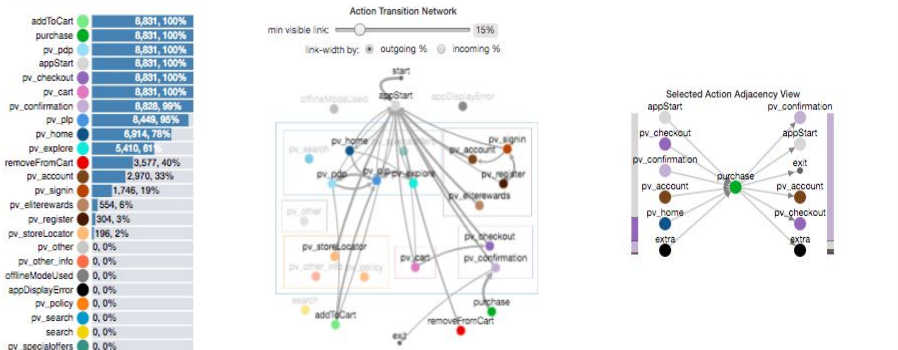 addToCart 8,831, 100%
purchase 8,831, 100%
pv_pdp 8,831, 100%
appStart 8,831, 100%
pv_checkout 8,831, 100%
pv_cart 8,831, 100%
pv_confirmation 8,828, 99%
pv_plp 8,449, 95%
pv_home 6,914, 78%
pv_explore 5,410, 61%
removeFromCart 3,577, 40%
pv_account 2,970, 33%
pv_signin 1,746, 19%
pv_eliterewards 554, 6%
pv_register 304, 3%
pv_storeLocator 196, 2%
pv_other 0, 0%
pv_other_info 0, 0%
offlineModeUsed 0, 0%
appDisplayError 0, 0%
pv_policy 0, 0%
pv_search 0, 0%
search 0, 0%
pv_specialoffers 0, 0%
Action Transition Network
min visible link: 15%
link-width by: outgoing % incoming %
start
appStart
offlineModeUsed
appDisplayError
pv_home
pv_signin
pv_search
pv_account
pv_pdp
pv_plp
pv_explore
pv_register
pv_eliterewards
pv_other
pv_storeLocator
pv_checkout
pv_cart
pv_confirmation
pv_other_info
pv_policy
search
addToCart
purchase
removeFromCart
exit
Selected Action Adjacency View
appStart
pv_confirmation
pv_checkout
appStart
pv_confirmation
exit
purchase
pv_account
pv_account
pv_home
pv_checkout
extra
extra